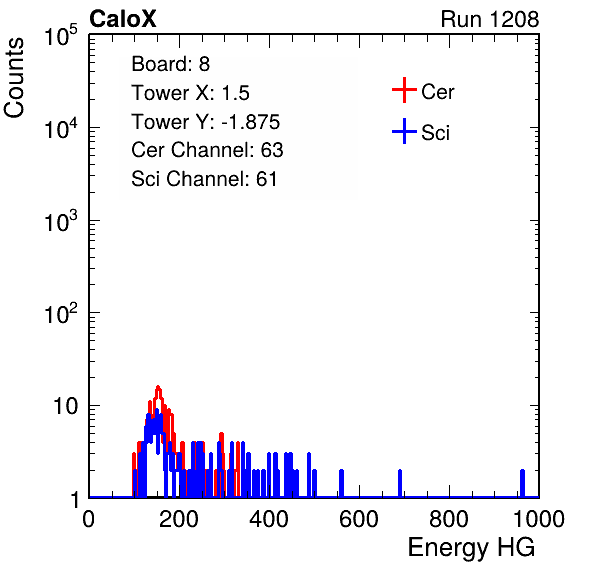 CaloX Run 1208
Counts
10^5
10^4
10^3
10^2
10
1
Board: 8
Tower X: 1.5
Tower Y: -1.875
Cer Channel: 63
Sci Channel: 61
Cer
Sci
0 200 400 600 800 1000
Energy HG